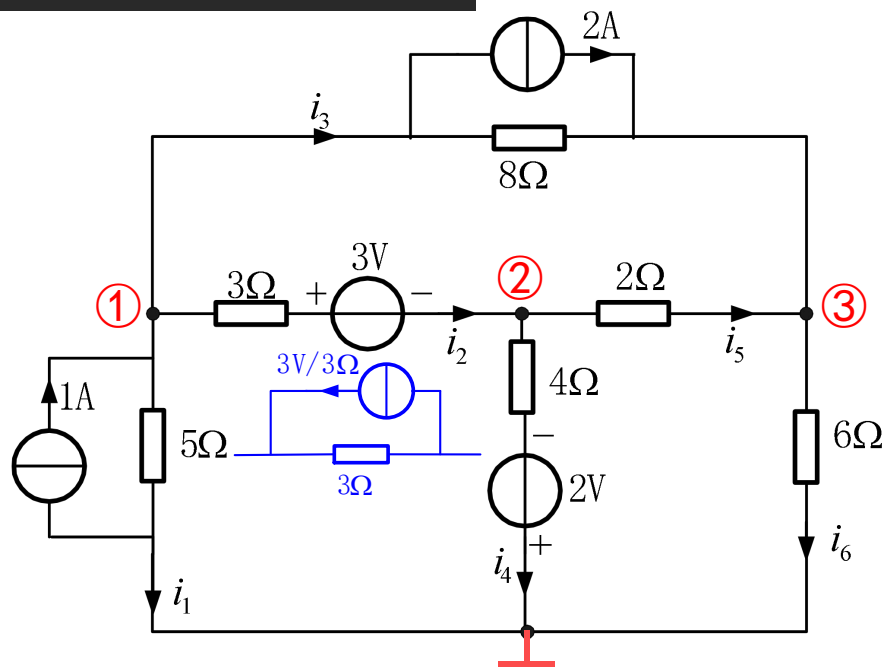 2A
i₃
8Ω
3V
②
①
3Ω
+
−
2Ω
③
i₂
i₅
3V/3Ω
1A
4Ω
5Ω
−
6Ω
3Ω
2V
+
i₄
i₆
i₁